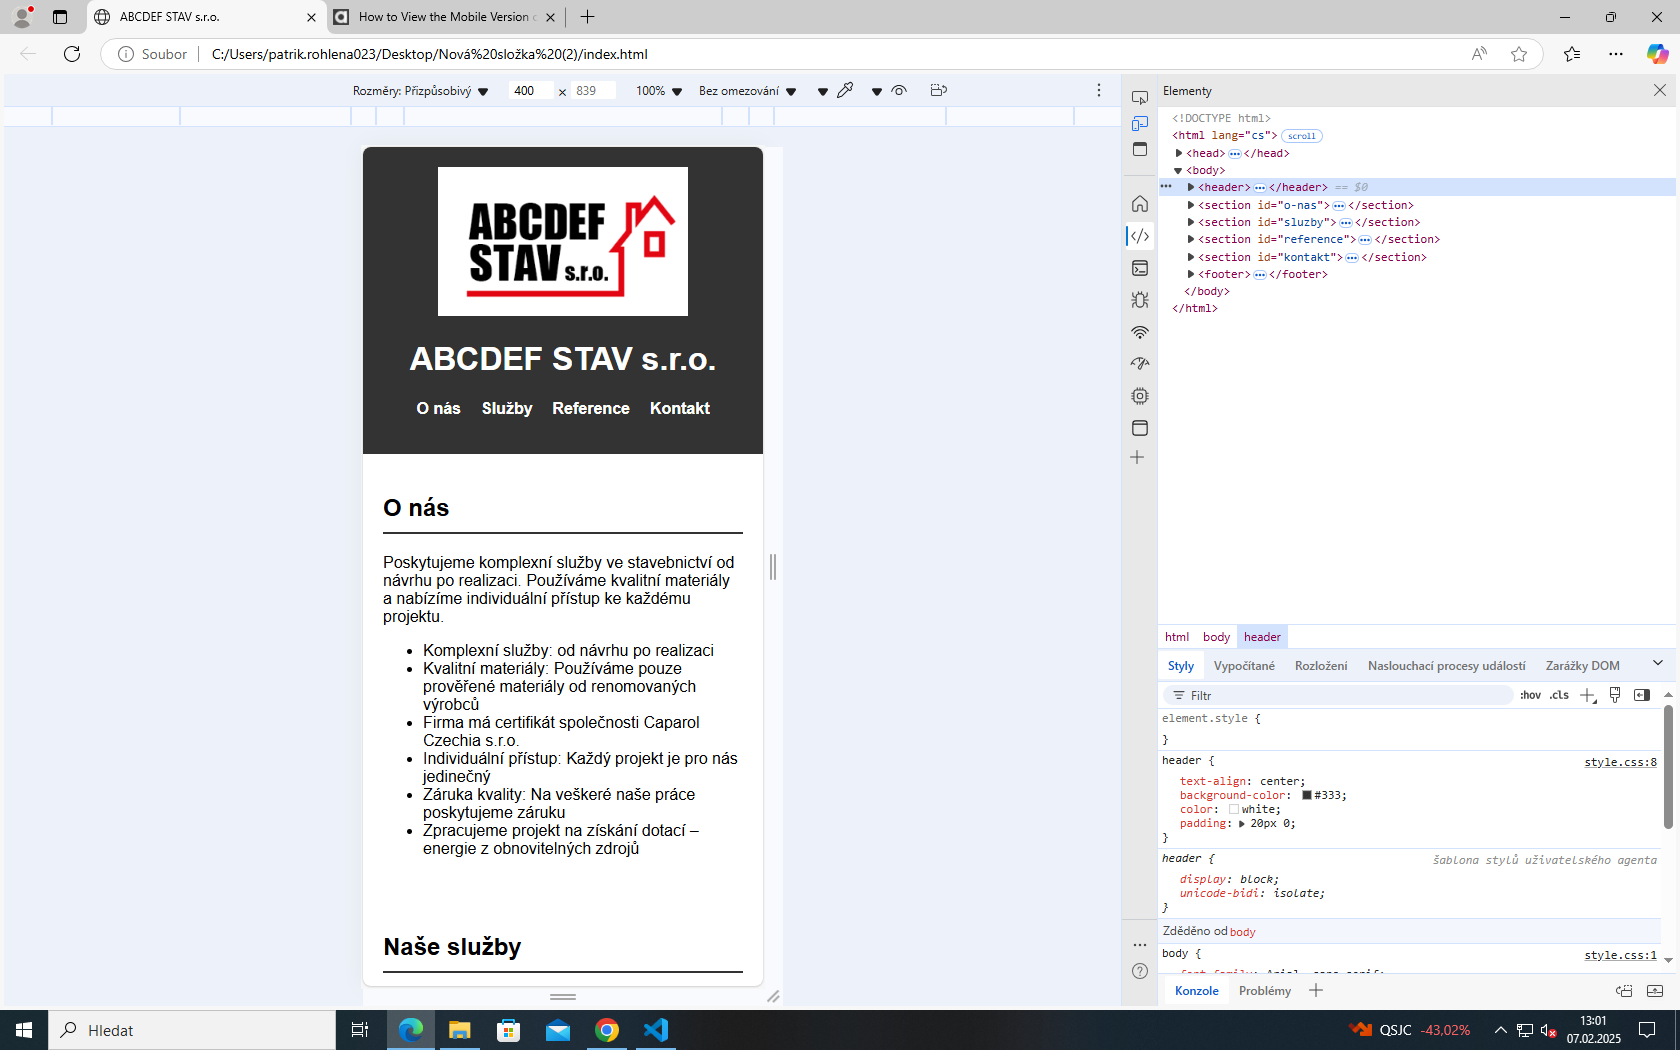 ABCDEF STAV s.r.o.
How to View the Mobile Version o
Soubor
C:/Users/patrik.rohlena023/Desktop/Nová%20složka%20(2)/index.html
Rozměry: Přizpůsobivý
400 × 839
100%
Bez omezování
Elementy
<!DOCTYPE html>
<html lang="cs"> scroll
<head> ••• </head>
<body>
••• <header> ••• </header> == $0
<section id="o-nas"> ••• </section>
<section id="sluzby"> ••• </section>
<section id="reference"> ••• </section>
<section id="kontakt"> ••• </section>
<footer> ••• </footer>
</body>
</html>
ABCDEF
STAV s.r.o.
ABCDEF STAV s.r.o.
O nás Služby Reference Kontakt
O nás
Poskytujeme komplexní služby ve stavebnictví od
návrhu po realizaci. Používáme kvalitní materiály
a nabízíme individuální přístup ke každému
projektu.
• Komplexní služby: od návrhu po realizaci
• Kvalitní materiály: Používáme pouze
prověřené materiály od renomovaných
výrobců
• Firma má certifikát společnosti Caparol
Czechia s.r.o.
• Individuální přístup: Každý projekt je pro nás
jedinečný
• Záruka kvality: Na veškeré naše práce
poskytujeme záruku
• Zpracujeme projekt na získání dotací –
energie z obnovitelných zdrojů
Naše služby
html body header
Styly Vypočítané Rozložení Naslouchací procesy událostí Zarážky DOM
Filtr
:hov .cls
element.style {
}
header {
style.css:8
text-align: center;
background-color: #333;
color: white;
padding: 20px 0;
}
header {
šablona stylů uživatelského agenta
display: block;
unicode-bidi: isolate;
}
Zděděno od body
body {
style.css:1
font-family: Arial, sans-serif;
Konzole Problémy
Hledat
QSJC -43,02%
13:01
07.02.2025